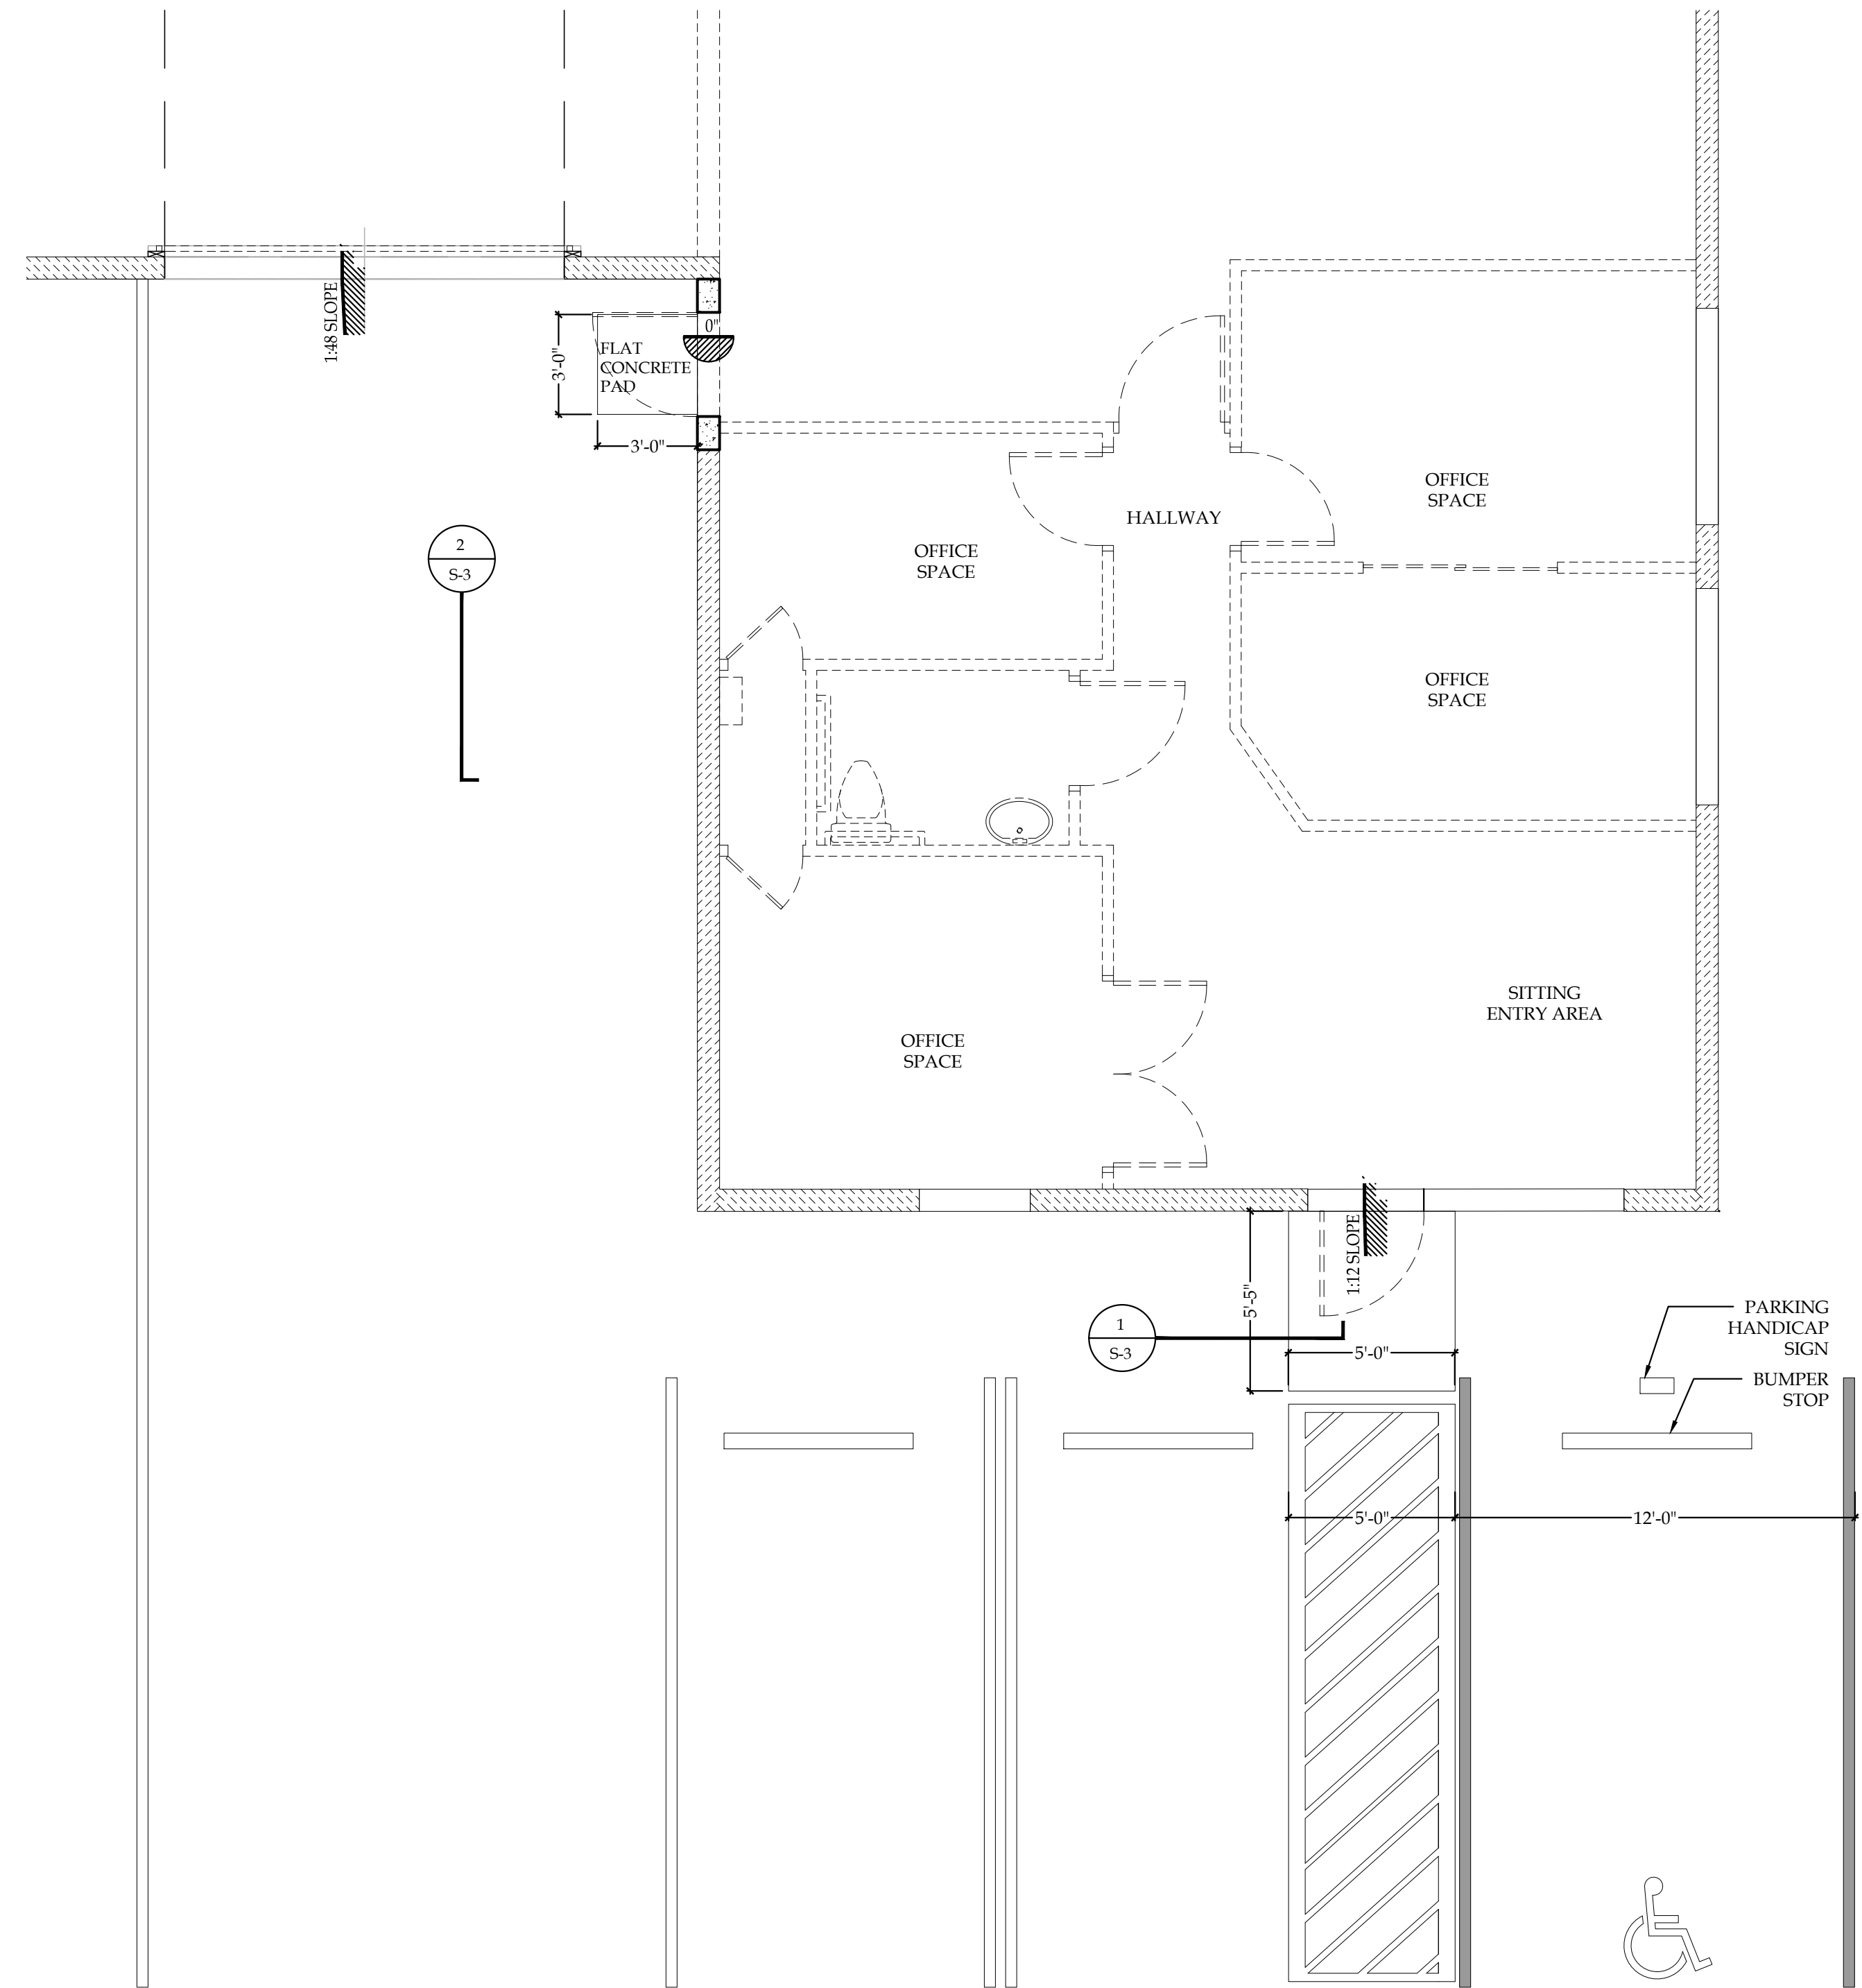 1:48 SLOPE
3'-0"
FLAT
CONCRETE
PAD
0"
3'-0"
2
S-3
OFFICE
SPACE
HALLWAY
OFFICE
SPACE
OFFICE
SPACE
OFFICE
SPACE
SITTING
ENTRY AREA
1:12 SLOPE
5'-5"
1
S-3
5'-0"
PARKING
HANDICAP
SIGN
BUMPER
STOP
5'-0"
12'-0"